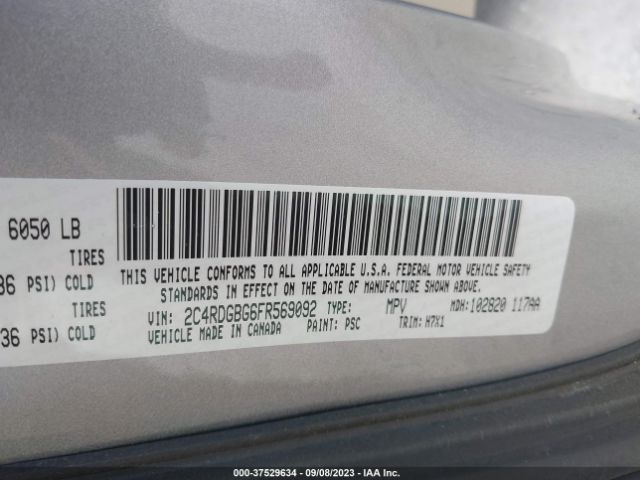 6050 LB
TIRES
36 PSI) COLD
TIRES
36 PSI) COLD
THIS VEHICLE CONFORMS TO ALL APPLICABLE U.S.A. FEDERAL MOTOR VEHICLE SAFETY
STANDARDS IN EFFECT ON THE DATE OF MANUFACTURE SHOWN ABOVE.
VIN: 2C4RDGBG6FR569092 TYPE: MPV MDH:102820 117AA
VEHICLE MADE IN CANADA PAINT: PSC TRIM: H7X1
000-37529634 - 09/08/2023 - IAA Inc.